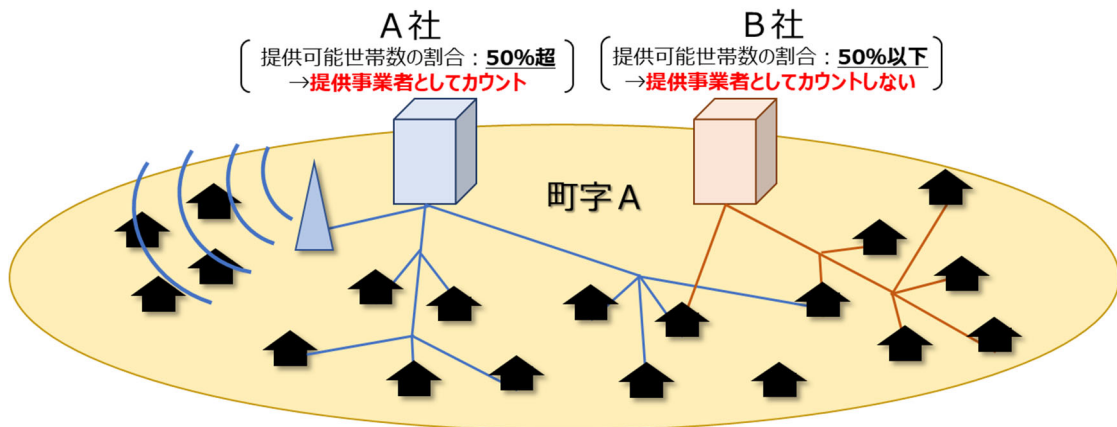 A社
提供可能世帯数の割合：50%超
→提供事業者としてカウント
B社
提供可能世帯数の割合：50%以下
→提供事業者としてカウントしない
町字A